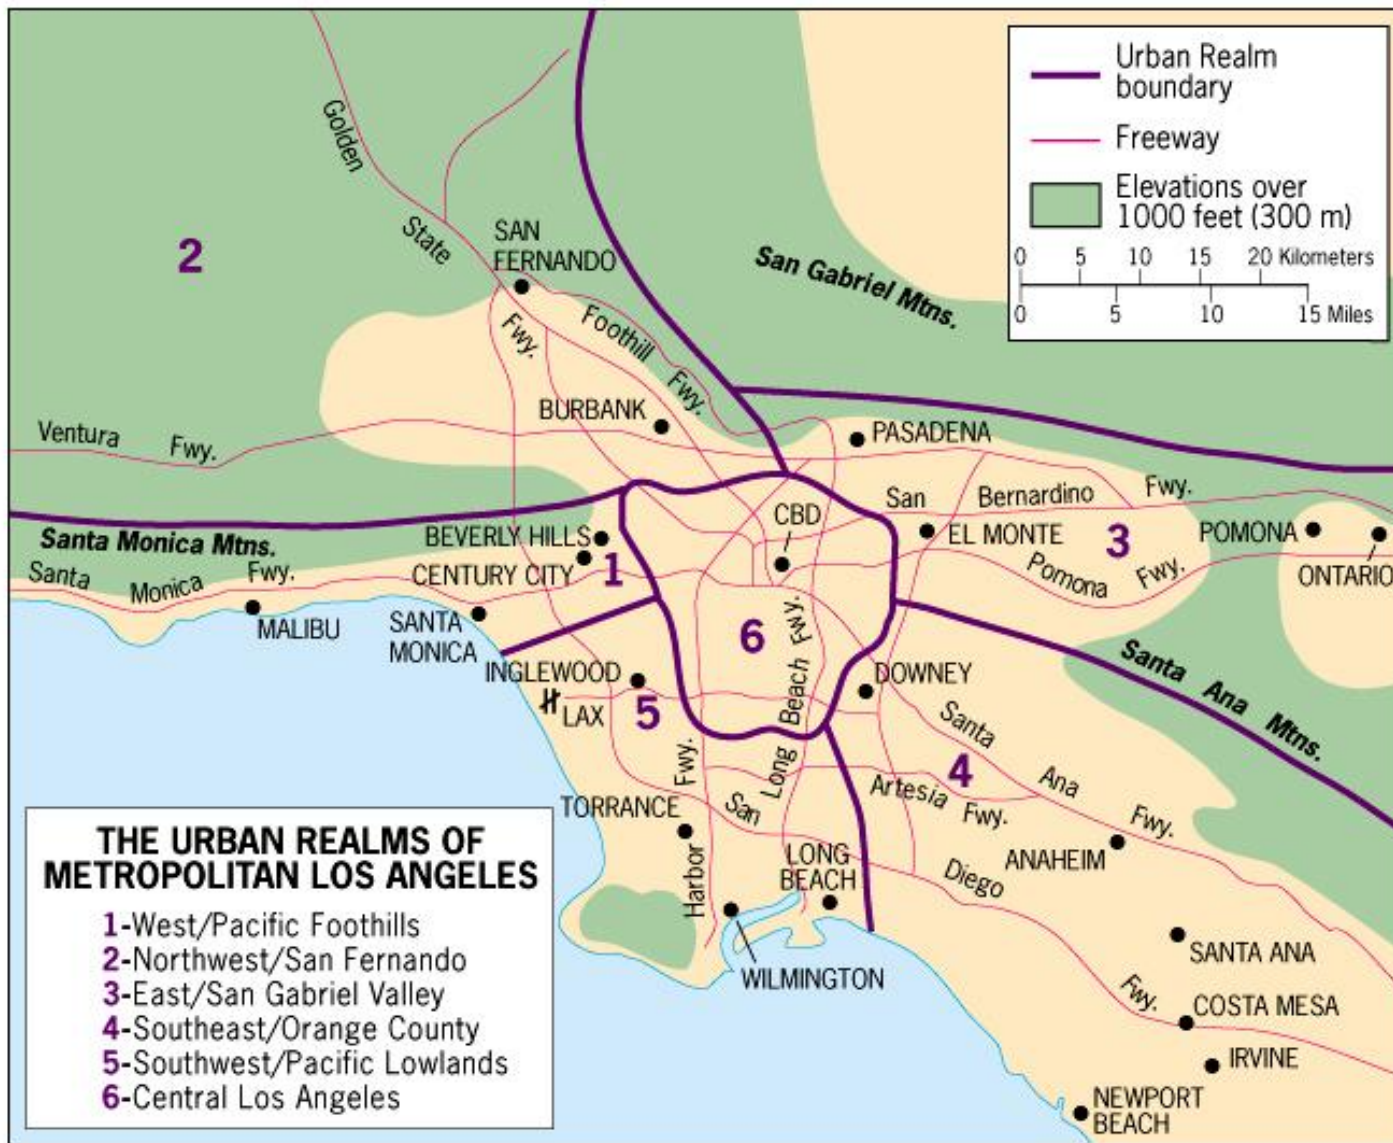 Urban Realm
boundary
Freeway
Elevations over
1000 feet (300 m)
0 5 10 15 20 Kilometers
0 5 10 15 Miles
Golden
State
Fwy.
SAN
FERNANDO
2
San Gabriel Mtns.
Foothill
Fwy.
BURBANK
Ventura Fwy.
PASADENA
San Bernardino Fwy.
CBD
EL MONTE
3
POMONA
ONTARIO
Pomona Fwy.
Santa Monica Mtns.
BEVERLY HILLS
CENTURY CITY
1
Santa Monica Fwy.
MALIBU
SANTA
MONICA
6
INGLEWOOD
LAX
5
DOWNEY
Santa Ana Mtns.
Long Beach Fwy.
Santa Ana Fwy.
4
Artesia Fwy.
TORRANCE
Harbor Fwy.
San Diego Fwy.
LONG
BEACH
ANAHEIM
WILMINGTON
SANTA ANA
COSTA MESA
IRVINE
NEWPORT
BEACH
THE URBAN REALMS OF
METROPOLITAN LOS ANGELES
1-West/Pacific Foothills
2-Northwest/San Fernando
3-East/San Gabriel Valley
4-Southeast/Orange County
5-Southwest/Pacific Lowlands
6-Central Los Angeles